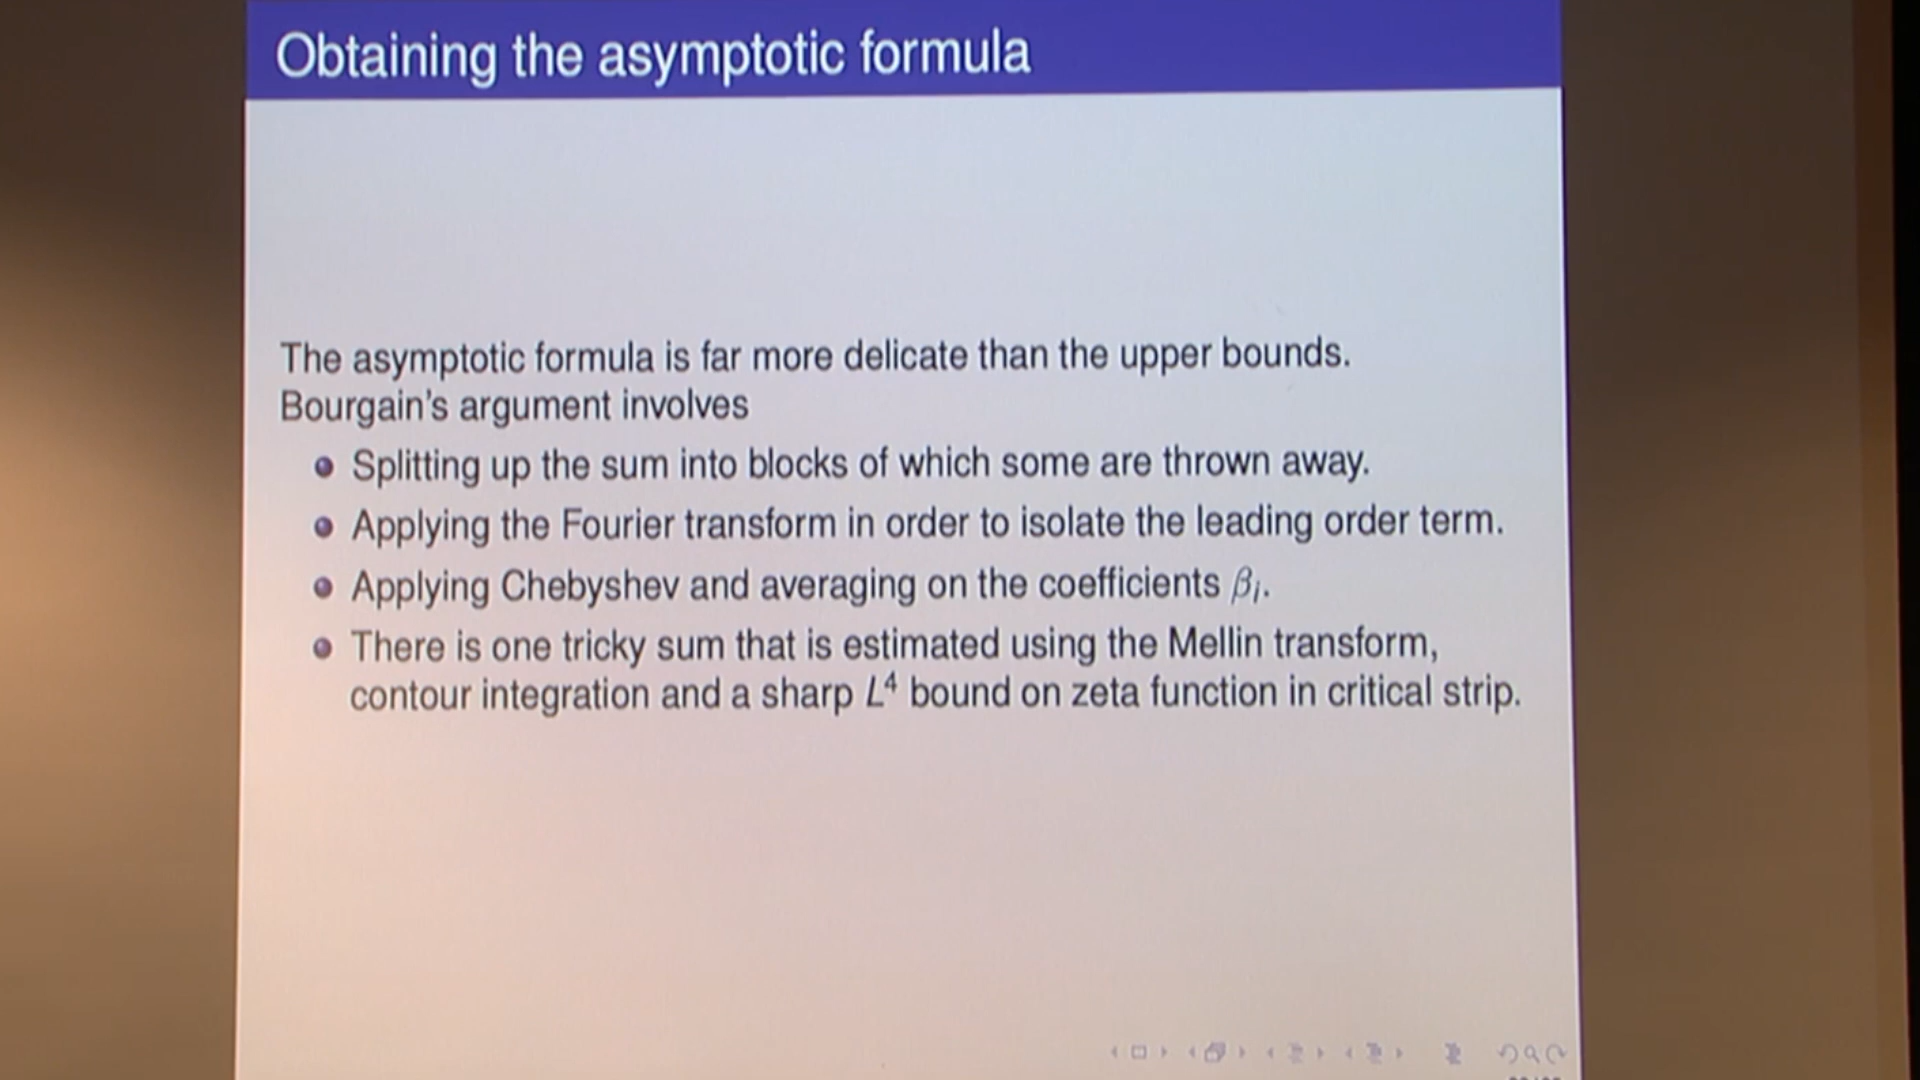 Obtaining the asymptotic formula
The asymptotic formula is far more delicate than the upper bounds.
Bourgain's argument involves
Splitting up the sum into blocks of which some are thrown away.
Applying the Fourier transform in order to isolate the leading order term.
Applying Chebyshev and averaging on the coefficients βᵢ.
There is one tricky sum that is estimated using the Mellin transform,
contour integration and a sharp L⁴ bound on zeta function in critical strip.